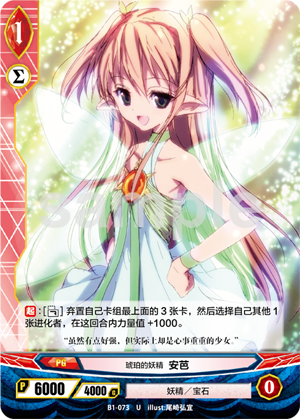 1
Σ
sample
起:[ ] 弃置自己卡组最上面的3张卡，然后选择自己其他1
张进化者，在这回合内力量值 +1000。
“虽然有点好强，但实际上却是心事重重的少女。”
P6 琥珀的妖精 安芭
P 6000 4000 G 妖精／宝石 0
B1-073 U illust:尾崎弘宜